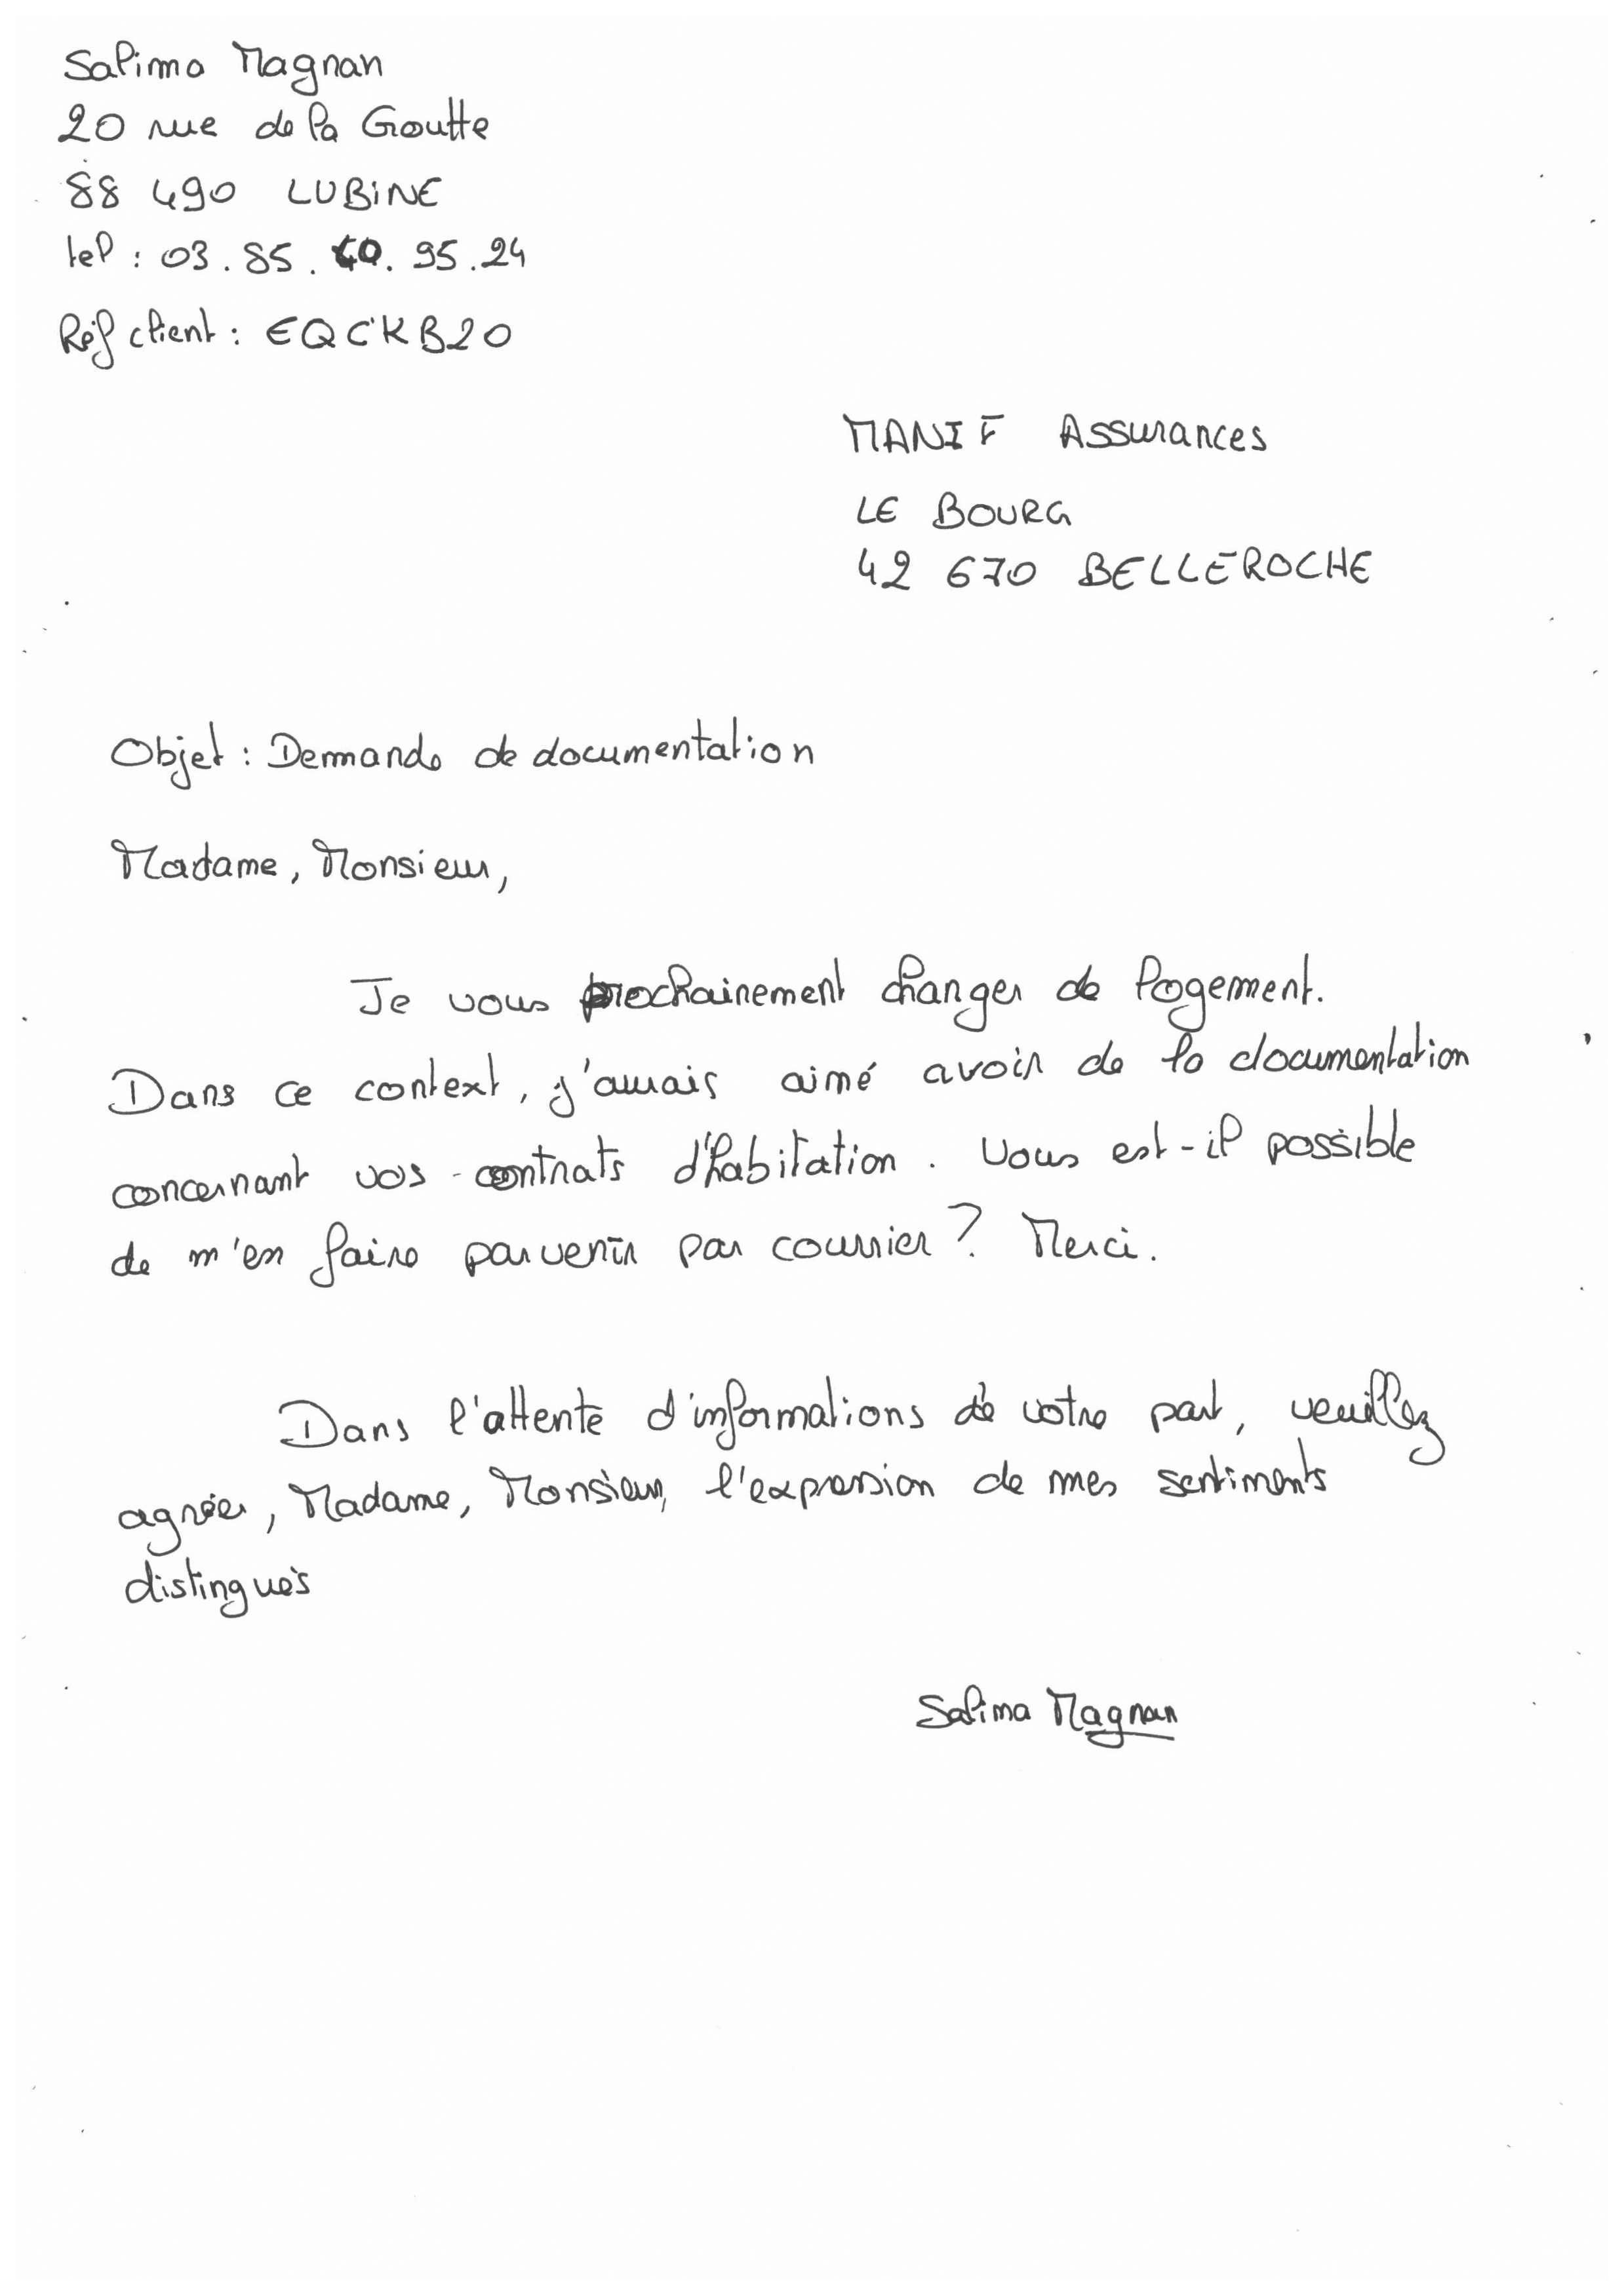 Salima Magnan
20 rue de la Goutte
88 490 LUBINE
tel : 03.85.40.95.24
Réf client : EQCKB20
MANIF Assurances
LE BOURG
42 670 BELLEROCHE
Objet : Demande de documentation
Madame, Monsieur,
Je vous prochainement changer de logement.
Dans ce context, j'aurais aimé avoir de la documentation
concernant vos contrats d'habitation. Vous est-il possible
de m'en faire parvenir par courrier ? Merci.
Dans l'attente d'informations de votre part, veuillez
agréer, Madame, Monsieur, l'expression de mes sentiments
distingués
Salima Magnan